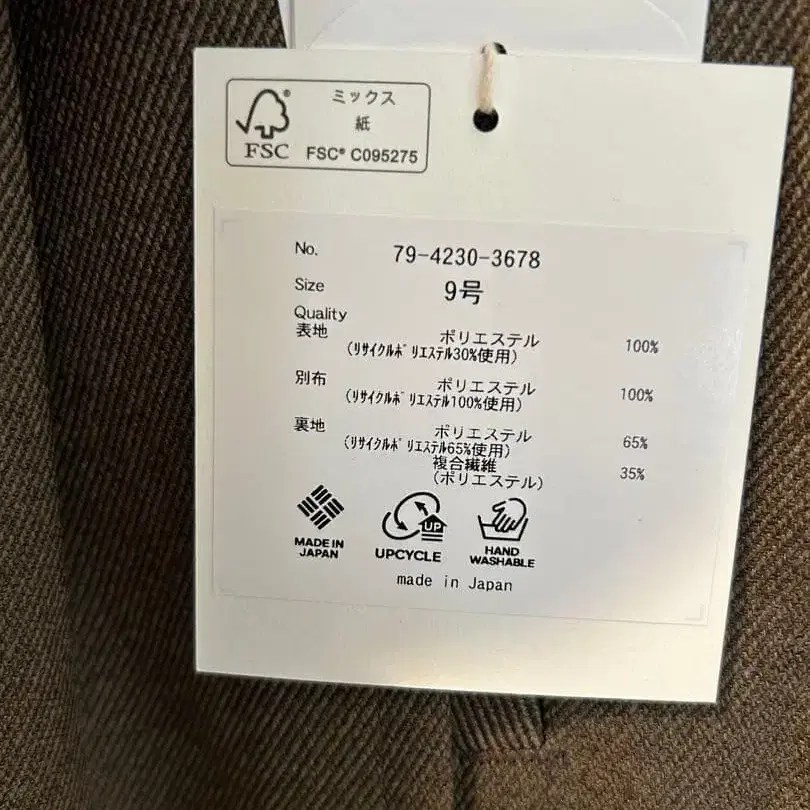 ミックス
紙
FSC® C095275
FSC
No. 79-4230-3678
Size 9号
Quality
表地 ポリエステル 100%
(ﾘｻｲｸﾙﾎﾟﾘｴｽﾃﾙ30%使用)
別布 ポリエステル 100%
(ﾘｻｲｸﾙﾎﾟﾘｴｽﾃﾙ100%使用)
裏地 ポリエステル 65%
(ﾘｻｲｸﾙﾎﾟﾘｴｽﾃﾙ65%使用)
複合繊維 35%
(ポリエステル)
UP
MADE IN
JAPAN
UPCYCLE
HAND
WASHABLE
made in Japan